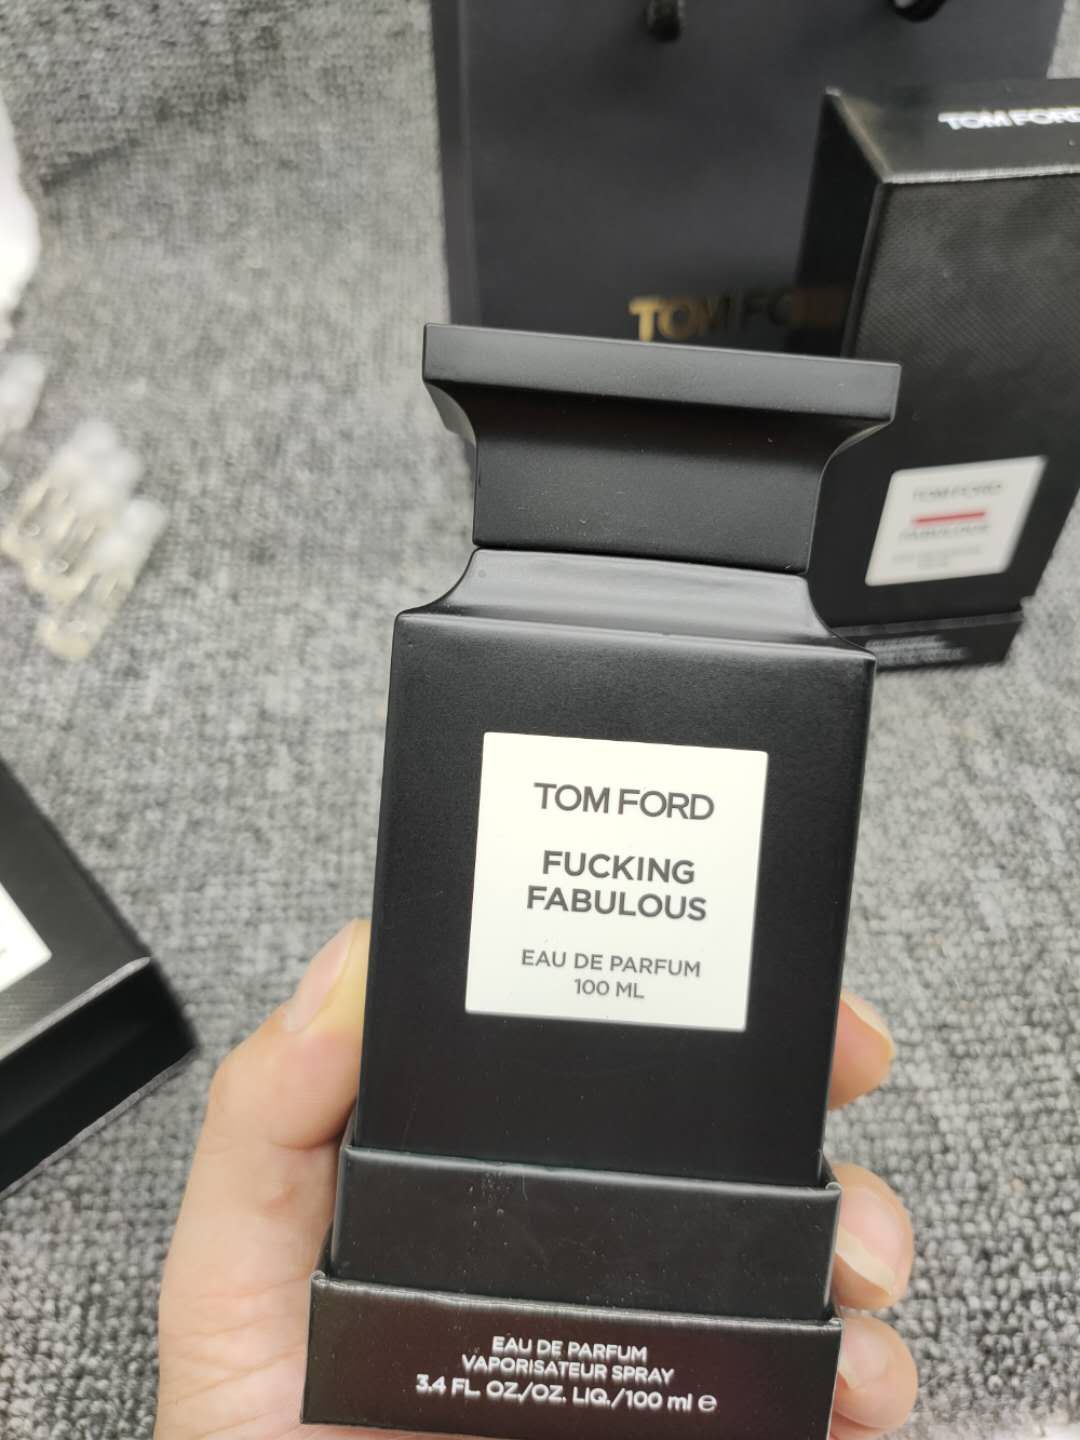 TOM FORD
TOM FORD
TOM FORD
FABULOUS
TOM FORD
FUCKING
FABULOUS
EAU DE PARFUM
100 ML
EAU DE PARFUM
VAPORISATEUR SPRAY
3.4 FL. OZ./OZ. LIQ./100 ml ℮